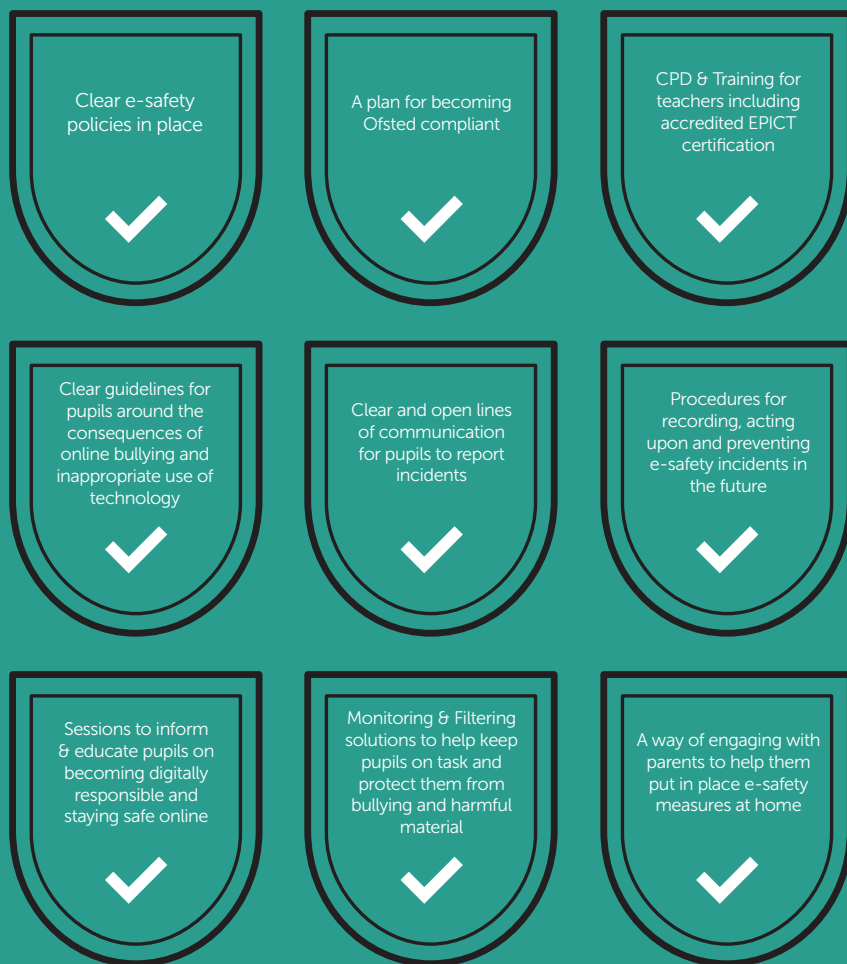 Clear e-safety
policies in place
A plan for becoming
Ofsted compliant
CPD & Training for
teachers including
accredited EPICT
certification
Clear guidelines for
pupils around the
consequences of
online bullying and
inappropriate use of
technology
Clear and open lines
of communication
for pupils to report
incidents
Procedures for
recording, acting
upon and preventing
e-safety incidents in
the future
Sessions to inform
& educate pupils on
becoming digitally
responsible and
staying safe online
Monitoring & Filtering
solutions to help keep
pupils on task and
protect them from
bullying and harmful
material
A way of engaging with
parents to help them
put in place e-safety
measures at home